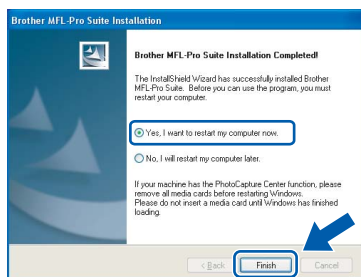 Brother MFL-Pro Suite Installation
Brother MFL-Pro Suite Installation Completed!
The InstallShield Wizard has successfully installed Brother
MFL-Pro Suite. Before you can use the program, you must
restart your computer.
Yes, I want to restart my computer now.
No, I will restart my computer later.
If your machine has the PhotoCapture Center function, please
remove all media cards before restarting Windows.
Please do not insert a media card until Windows has finished
loading.
< Back
Finish
Cancel